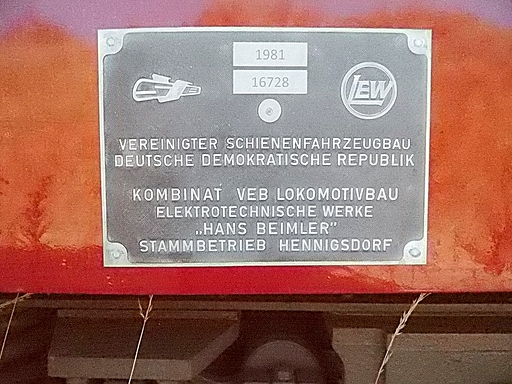 1981
16728
LEW
VEREINIGTER SCHIENENFAHRZEUGBAU
DEUTSCHE DEMOKRATISCHE REPUBLIK
KOMBINAT VEB LOKOMOTIVBAU
ELEKTROTECHNISCHE WERKE
„HANS BEIMLER"
STAMMBETRIEB HENNIGSDORF